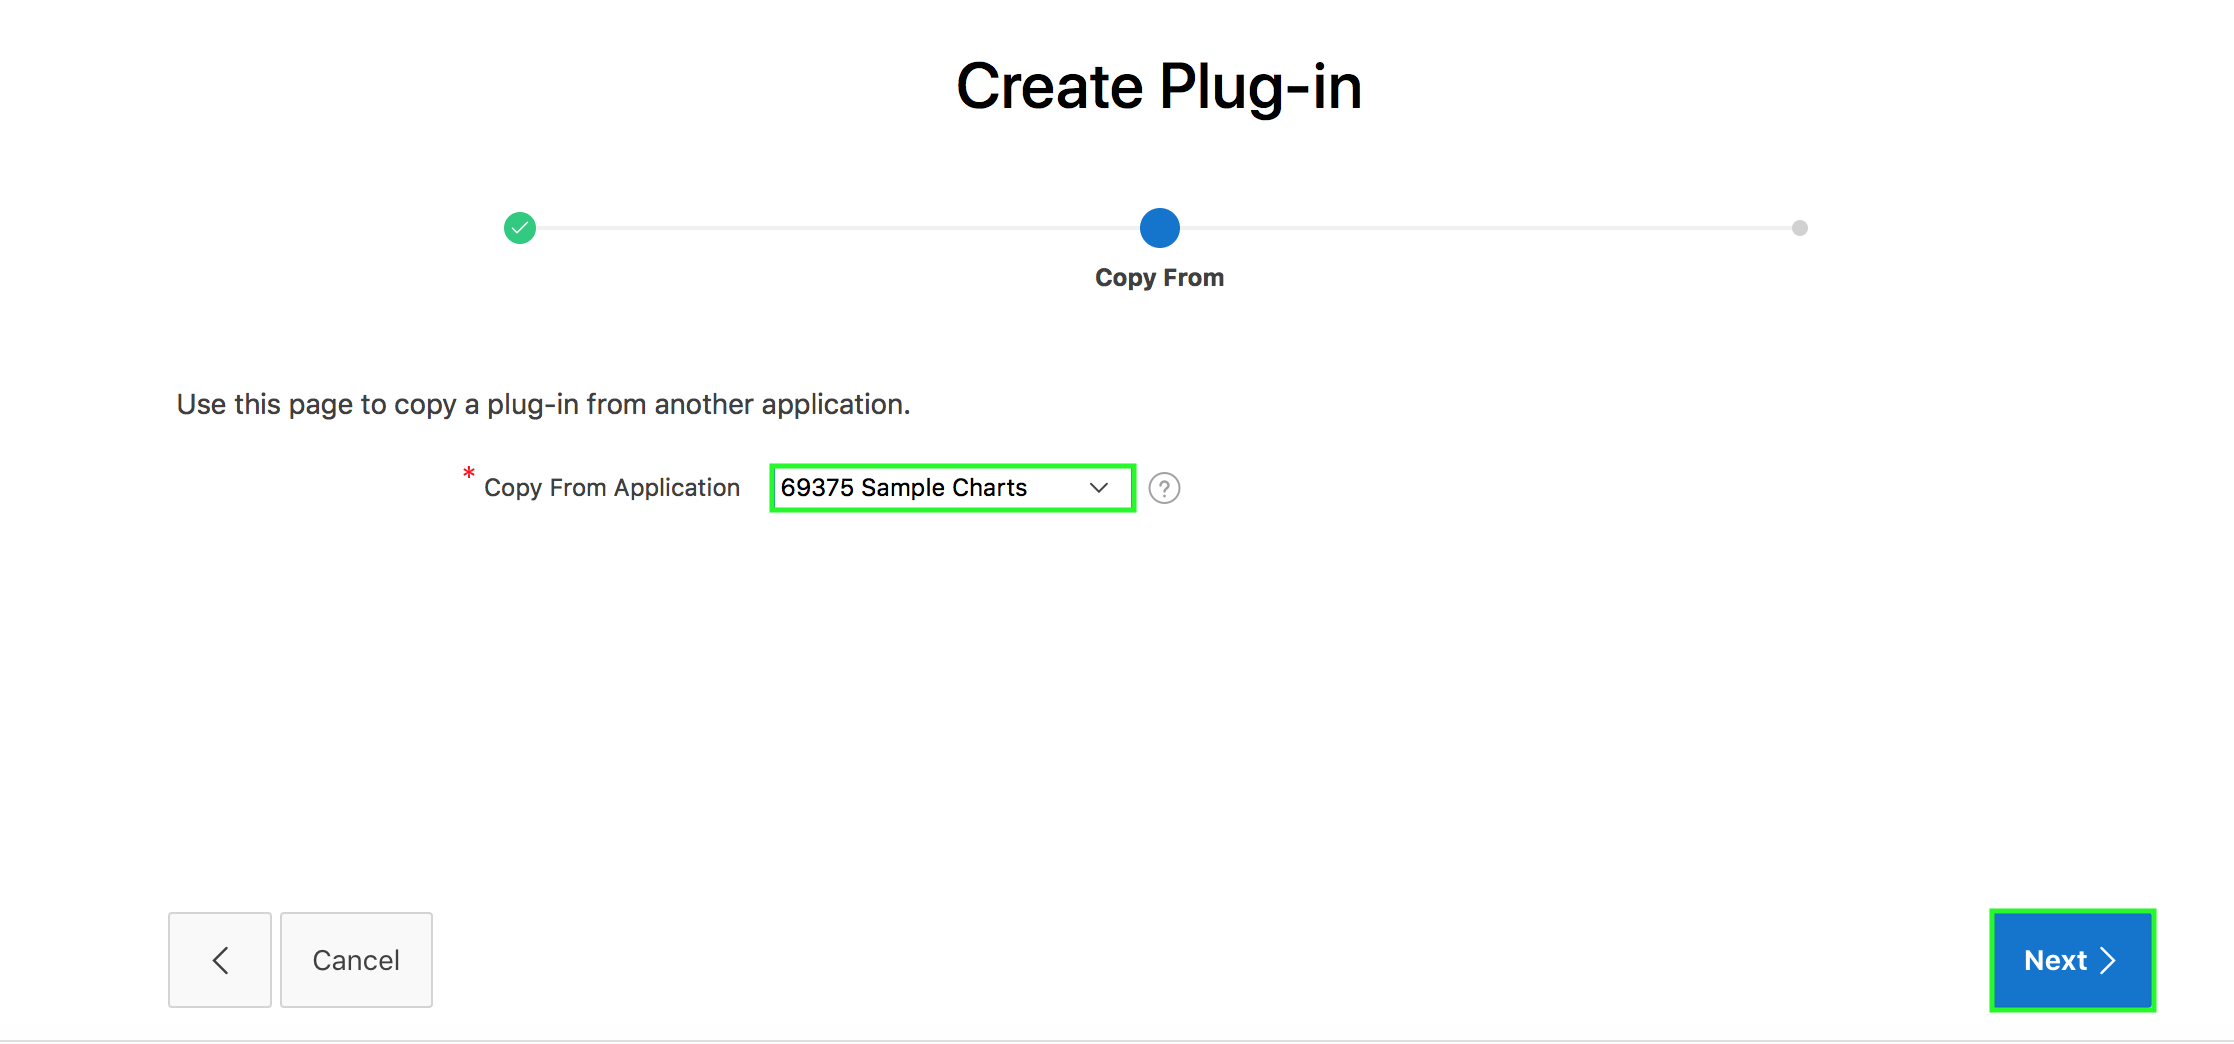 Create Plug-in
Copy From
Use this page to copy a plug-in from another application.
* Copy From Application 69375 Sample Charts ?
Cancel
Next